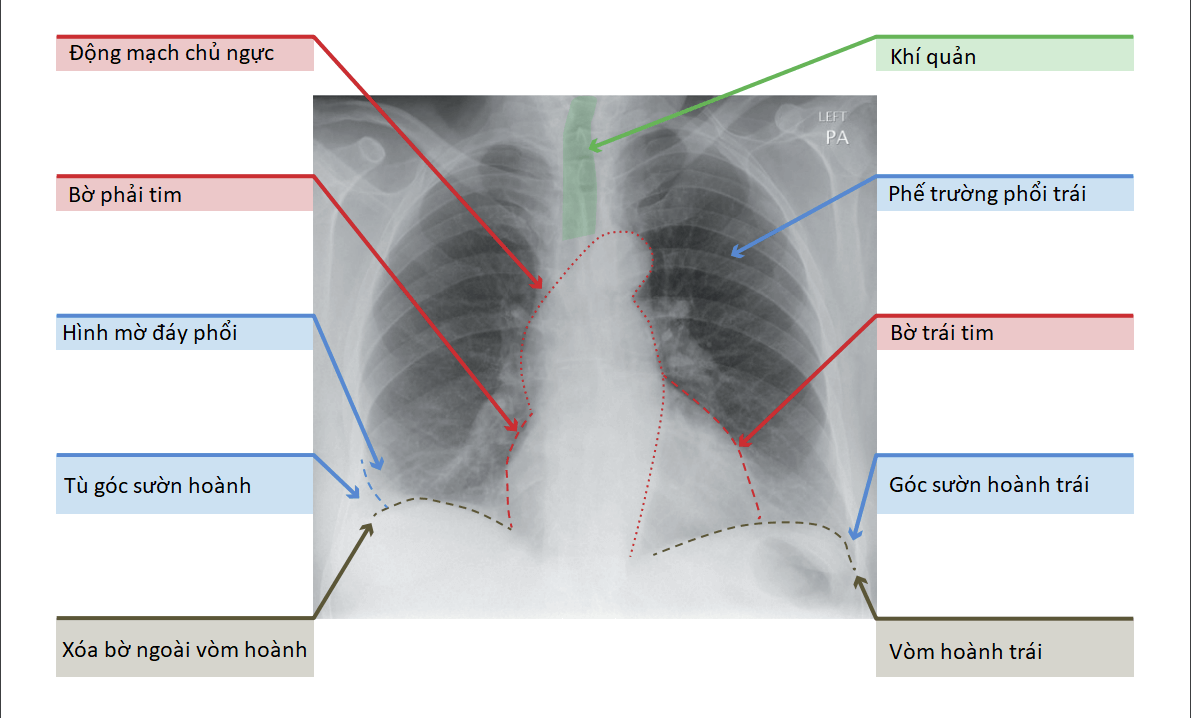 Động mạch chủ ngực
Khí quản
LEFT
PA
Bờ phải tim
Phế trường phổi trái
Hình mờ đáy phổi
Bờ trái tim
Tù góc sườn hoành
Góc sườn hoành trái
Xóa bờ ngoài vòm hoành
Vòm hoành trái